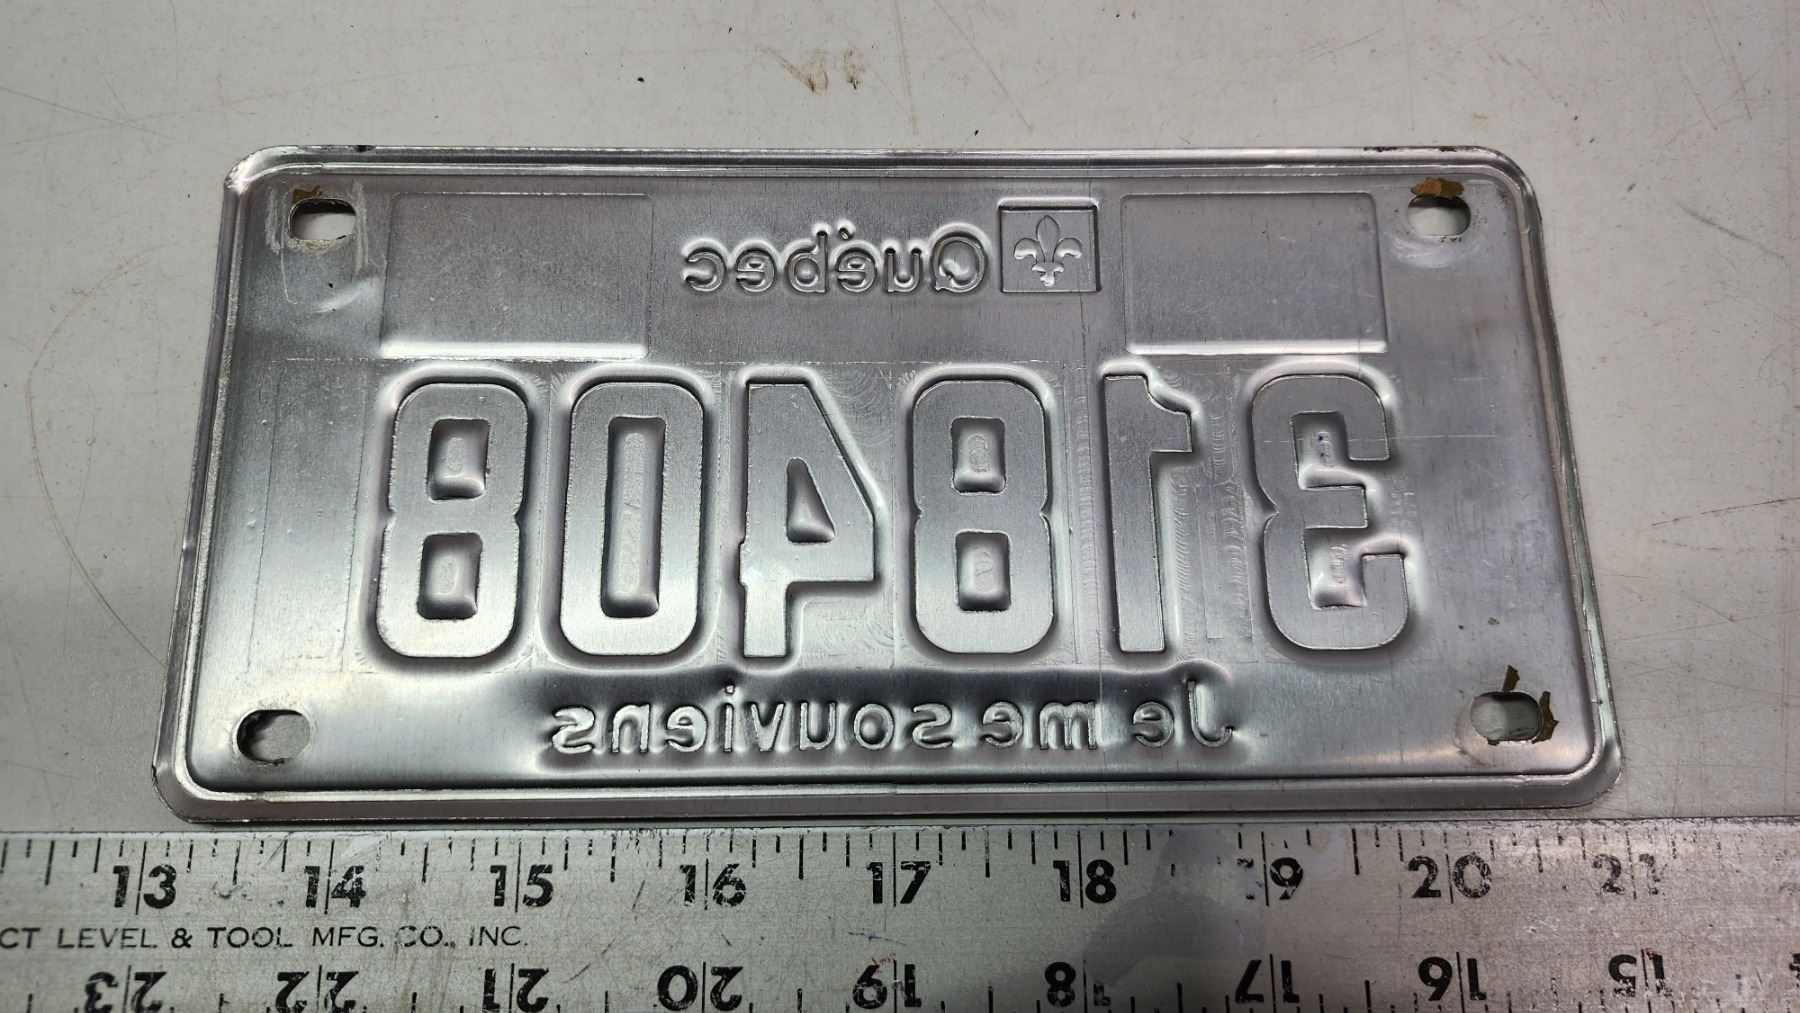 Québec
318408
Je me souviens
13 14 15 16 17 18 19 20 21
CT LEVEL & TOOL MFG. CO., INC.
23 22 21 20 19 18 17 16 15